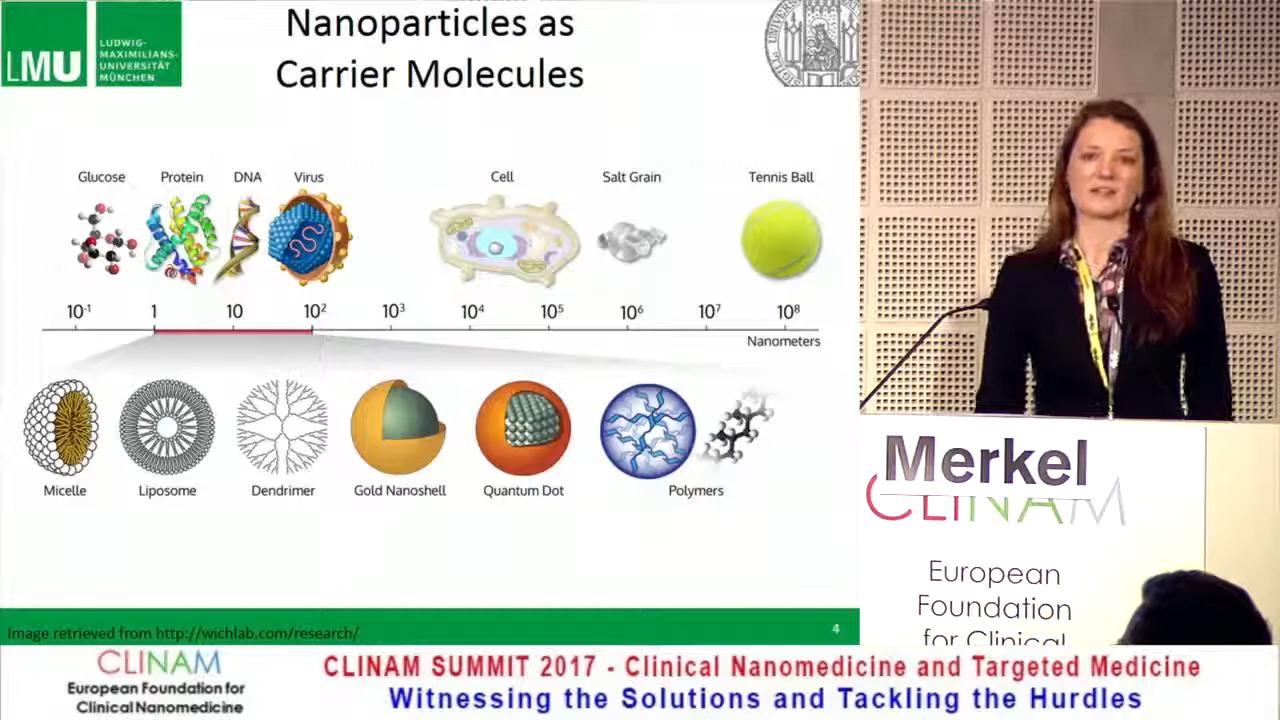 Nanoparticles as
Carrier Molecules
LMU
LUDWIG-
MAXIMILIANS-
UNIVERSITÄT
MÜNCHEN
Glucose Protein DNA Virus Cell Salt Grain Tennis Ball
10⁻¹ 1 10 10² 10³ 10⁴ 10⁵ 10⁶ 10⁷ 10⁸
Nanometers
Micelle Liposome Dendrimer Gold Nanoshell Quantum Dot Polymers
Image retrieved from http://wichlab.com/research/
4
Merkel
CLINAM
European
Foundation
for Clinical
CLINAM
European Foundation for
Clinical Nanomedicine
CLINAM SUMMIT 2017 - Clinical Nanomedicine and Targeted Medicine
Witnessing the Solutions and Tackling the Hurdles